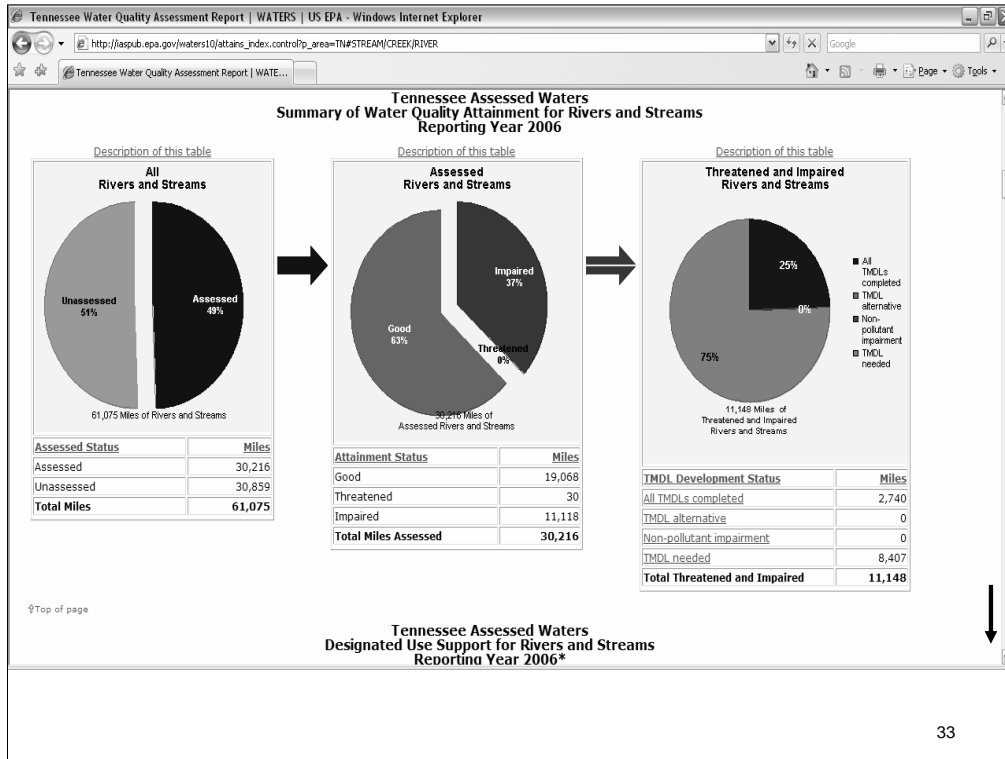 Tennessee Water Quality Assessment Report | WATERS | US EPA - Windows Internet Explorer
http://iaspub.epa.gov/waters10/attains_index.control?p_area=TN#STREAM/CREEK/RIVER
Google
Tennessee Water Quality Assessment Report | WATE...
Page
Tools
Tennessee Assessed Waters
Summary of Water Quality Attainment for Rivers and Streams
Reporting Year 2006
Description of this table
All
Rivers and Streams
Unassessed
51%
Assessed
49%
61,075 Miles of Rivers and Streams
Assessed Status Miles
Assessed 30,216
Unassessed 30,859
Total Miles 61,075
Description of this table
Assessed
Rivers and Streams
Impaired
37%
Good
63%
Threatened
0%
30,216 Miles of
Assessed Rivers and Streams
Attainment Status Miles
Good 19,068
Threatened 30
Impaired 11,118
Total Miles Assessed 30,216
Description of this table
Threatened and Impaired
Rivers and Streams
25%
0%
75%
All
TMDLs
completed
TMDL
alternative
Non-
pollutant
impairment
TMDL
needed
11,148 Miles of
Threatened and Impaired
Rivers and Streams
TMDL Development Status Miles
All TMDLs completed 2,740
TMDL alternative 0
Non-pollutant impairment 0
TMDL needed 8,407
Total Threatened and Impaired 11,148
Top of page
Tennessee Assessed Waters
Designated Use Support for Rivers and Streams
Reporting Year 2006*
33